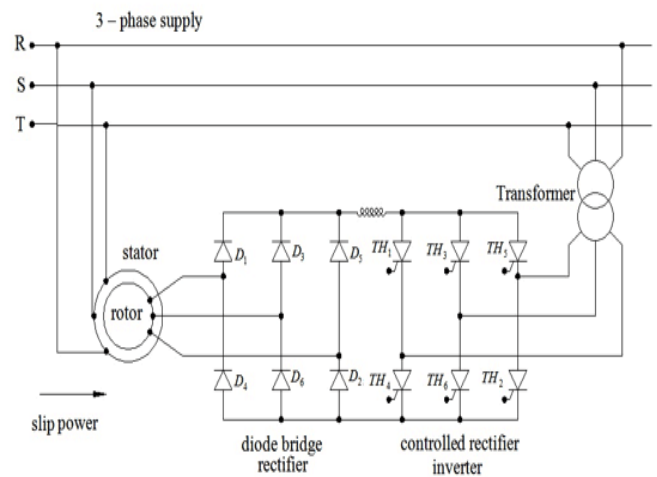 3 – phase supply
R
S
T
Transformer
stator
rotor
D1
D3
D5
TH1
TH3
TH5
D4
D6
D2
TH4
TH6
TH2
slip power
diode bridge
rectifier
controlled rectifier
inverter